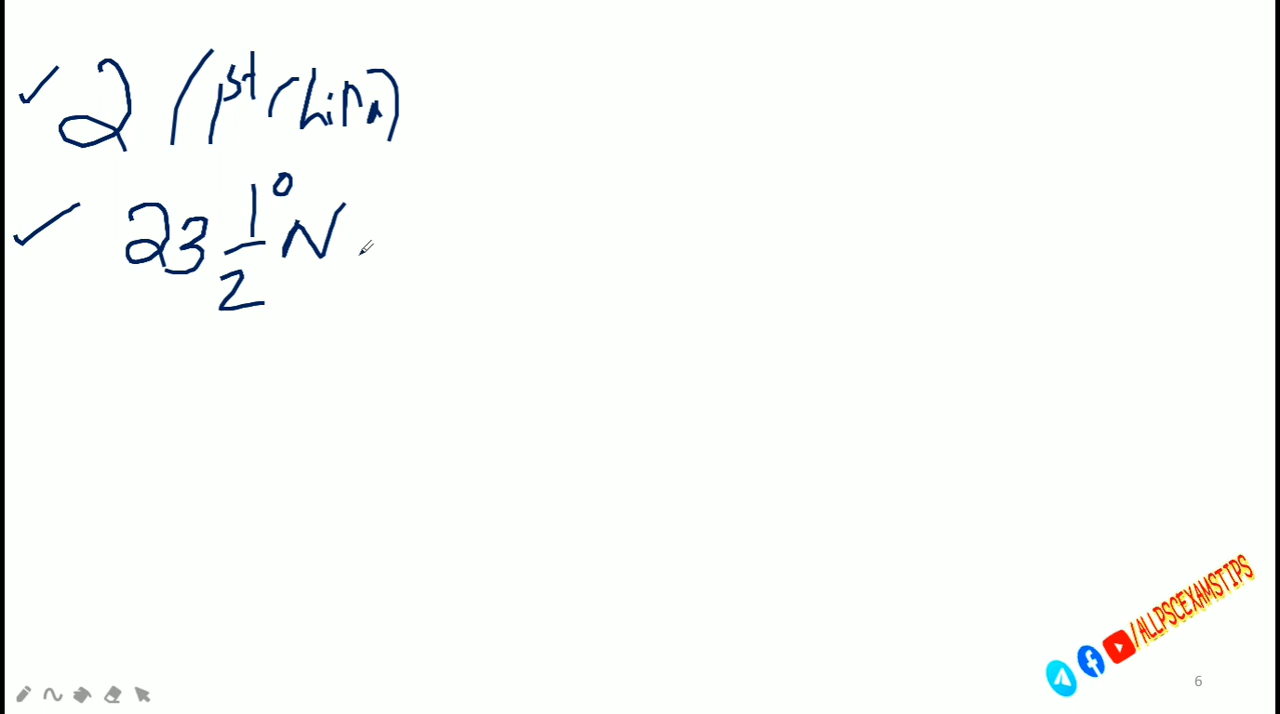 ✓ 2 (1st China)
✓ 23 1/2° N
/ALLPSCEXAMSTIPS
6